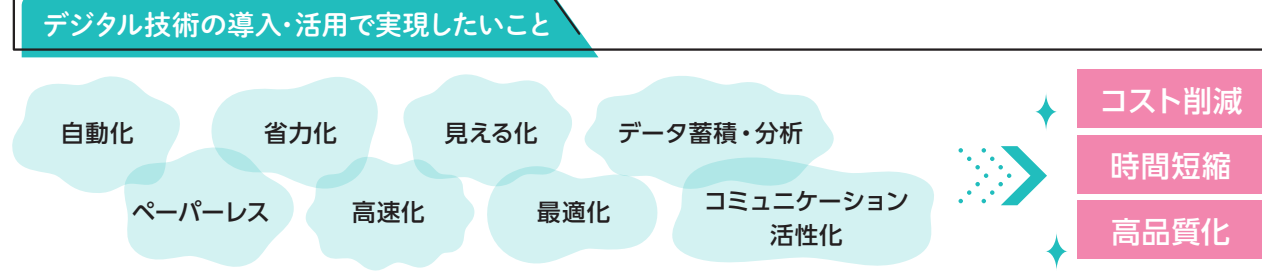 デジタル技術の導入・活用で実現したいこと
自動化
省力化
見える化
データ蓄積・分析
ペーパーレス
高速化
最適化
コミュニケーション
活性化
コスト削減
時間短縮
高品質化